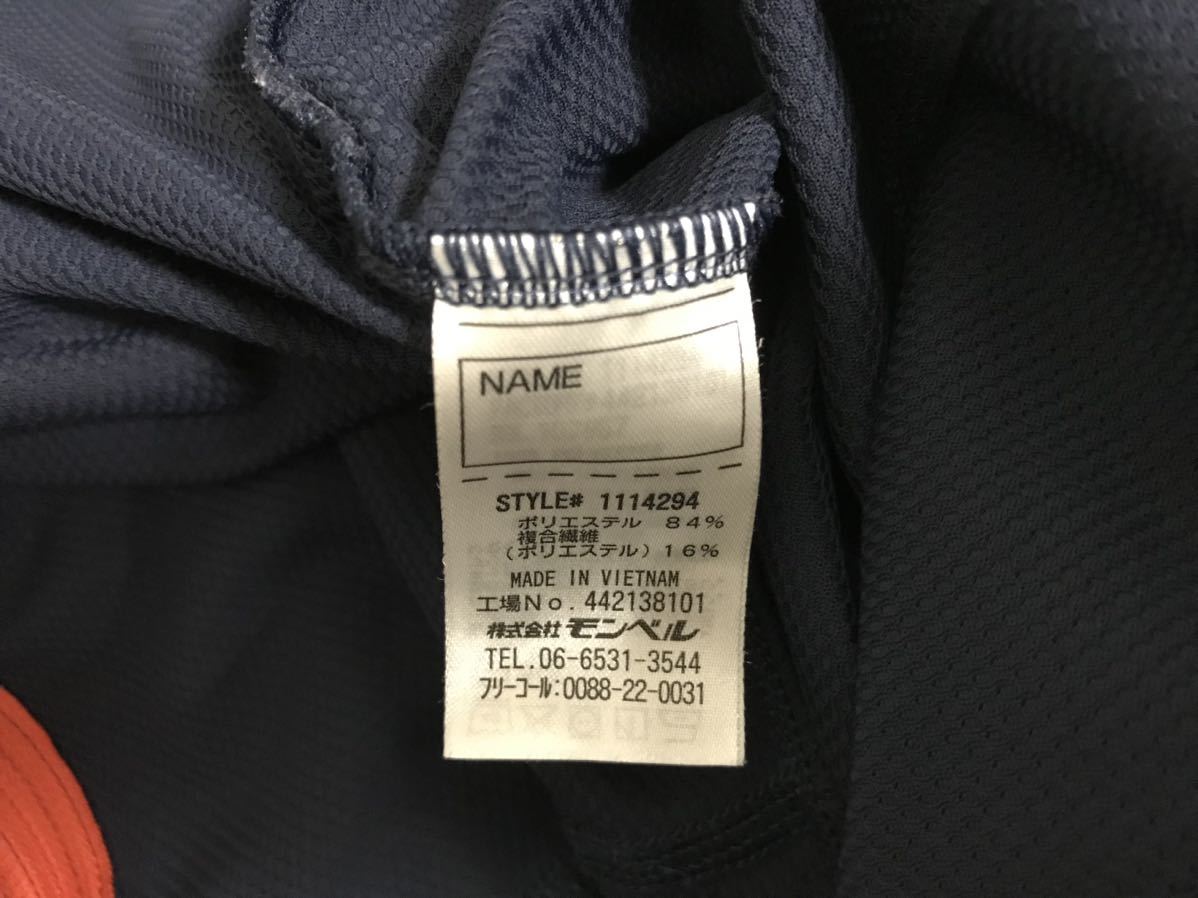 NAME
STYLE# 1114294
ポリエステル 84%
複合繊維
(ポリエステル) 16%
MADE IN VIETNAM
工場No. 442138101
株式会社 モンベル
TEL. 06-6531-3544
フリーコール:0088-22-0031